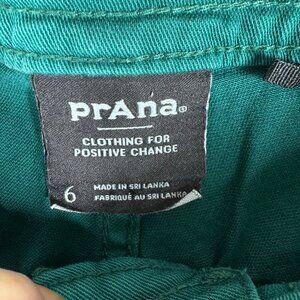 prAna®
CLOTHING FOR
POSITIVE CHANGE
6
MADE IN SRI LANKA
FABRIQUÉ AU SRI LANKA